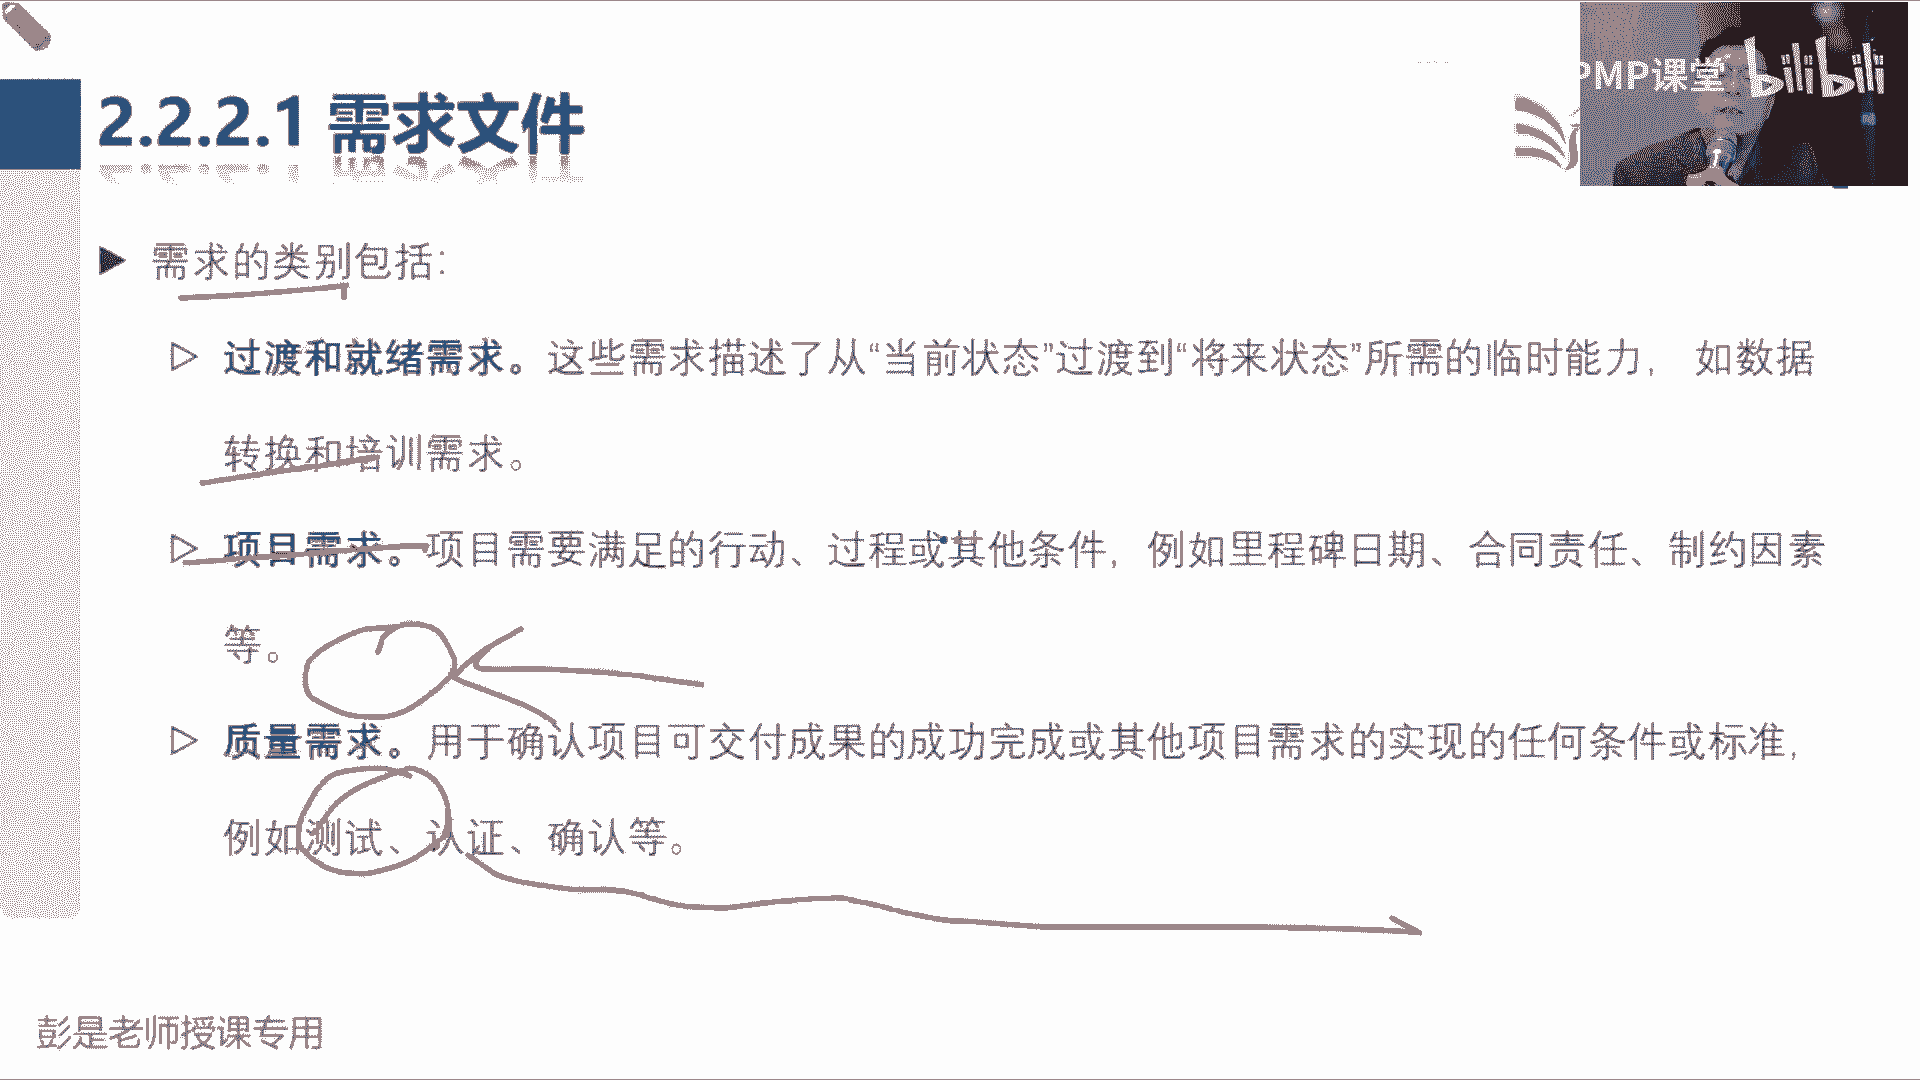 PMP课堂 bilibili
2.2.2.1 需求文件
需求的类别包括：
过渡和就绪需求。这些需求描述了从“当前状态”过渡到“将来状态”所需的临时能力， 如数据
转换和培训需求。
项目需求。项目需要满足的行动、过程或其他条件，例如里程碑日期、合同责任、制约因素
等。
质量需求。用于确认项目可交付成果的成功完成或其他项目需求的实现的任何条件或标准，
例如测试、认证、确认等。
彭是老师授课专用